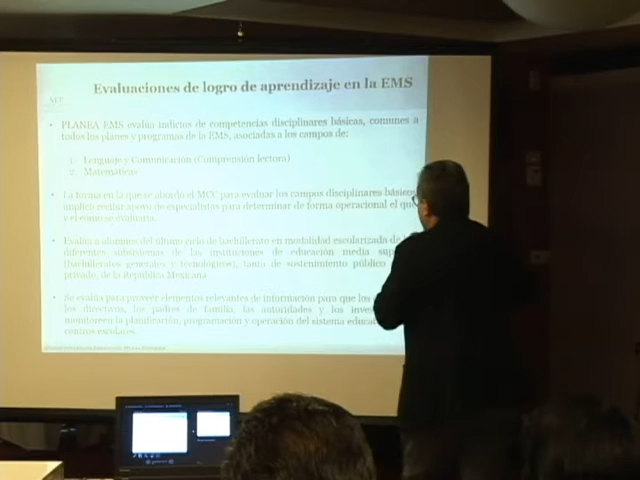 Evaluaciones de logro de aprendizaje en la EMS
• PLANEA EMS evalúa indicios de competencias disciplinares básicas, comunes a
todos los planes y programas de la EMS, asociadas a los campos de:
1. Lenguaje y Comunicación (Comprensión lectora)
2. Matemáticas
• La forma en la que se abordó el MCC para evaluar los campos disciplinares básicos
implicó recibir apoyo de especialistas para determinar de forma operacional el qué
y el cómo se evaluaría.
• Evalúa a alumnos del último ciclo de bachillerato en modalidad escolarizada de
diferentes subsistemas de las instituciones de educación media
(bachilleratos generales y tecnológicos), tanto de sostenimiento público
privado, de la República Mexicana.
• Se evalúa para proveer elementos relevantes de información para que los
los directivos, los padres de familia, las autoridades y los
monitoreen la planificación, programación y operación del sistema
centros escolares.